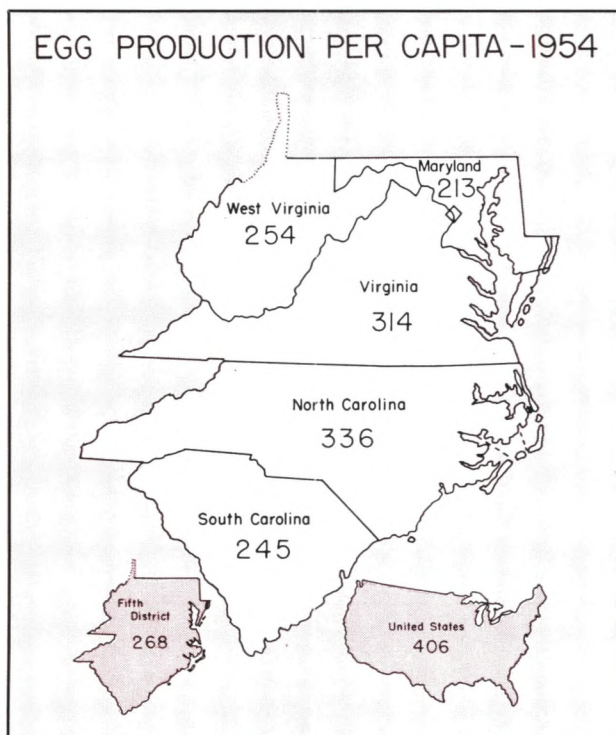 EGG PRODUCTION PER CAPITA-1954
Maryland
213
West Virginia
254
Virginia
314
North Carolina
336
South Carolina
245
Fifth
District
268
United States
406